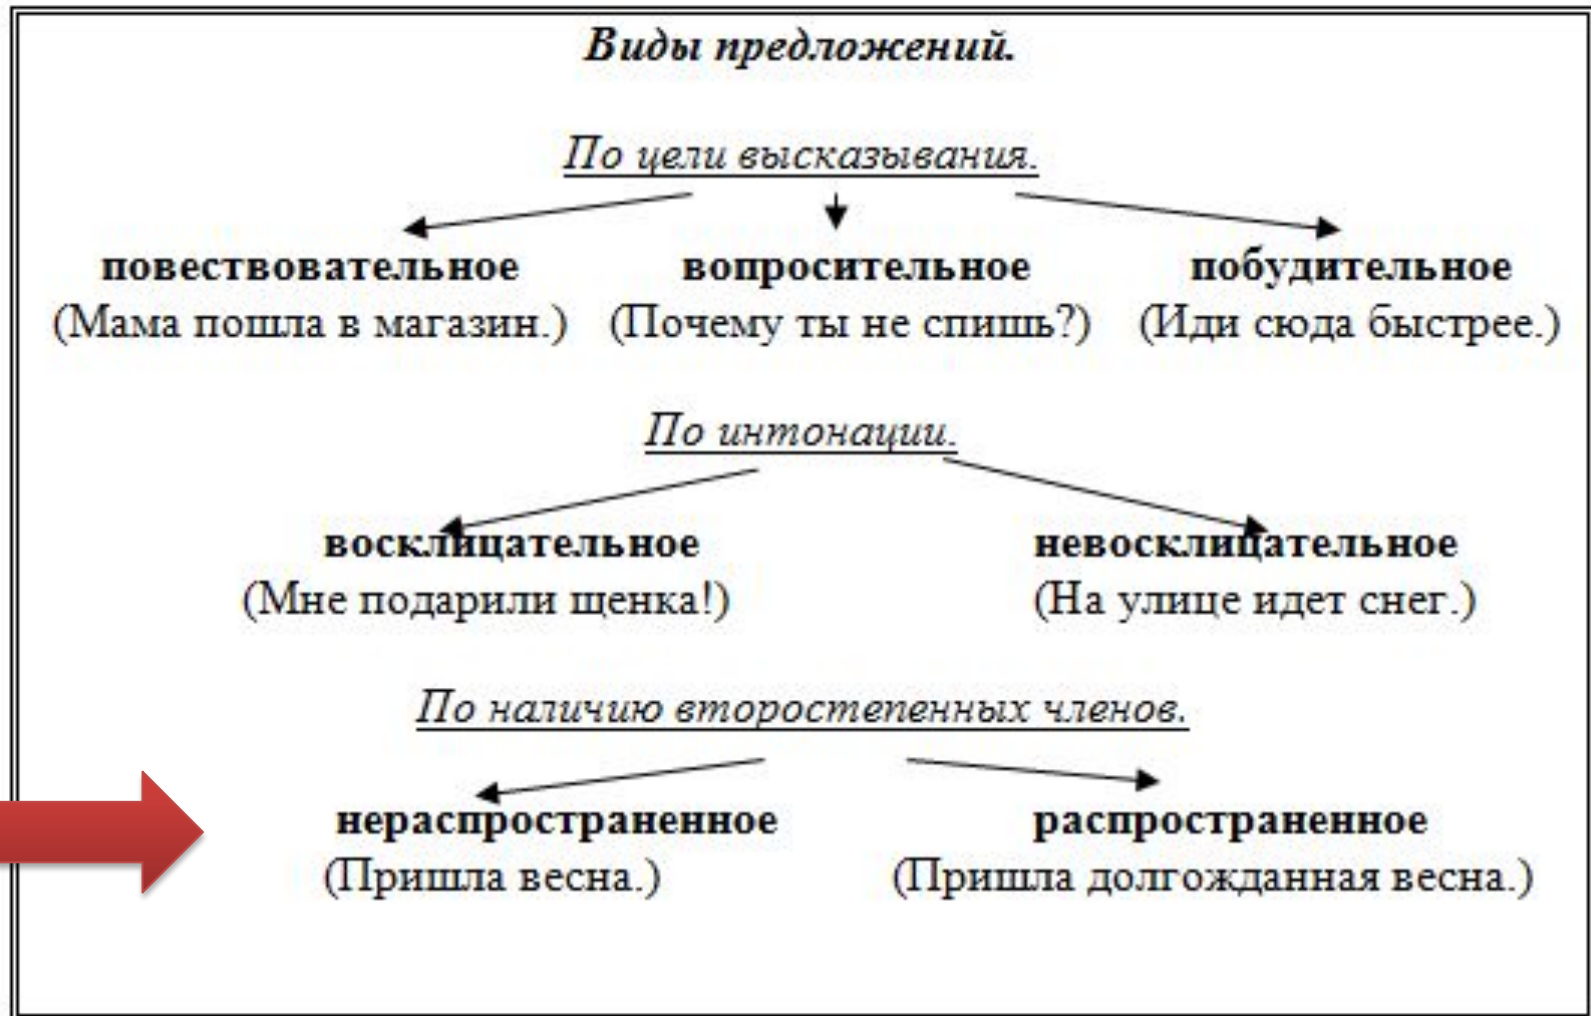 Виды предложений.
По цели высказывания.
повествовательное вопросительное побудительное
(Мама пошла в магазин.) (Почему ты не спишь?) (Иди сюда быстрее.)
По интонации.
восклицательное невосклицательное
(Мне подарили щенка!) (На улице идет снег.)
По наличию второстепенных членов.
нераспространенное распространенное
(Пришла весна.) (Пришла долгожданная весна.)